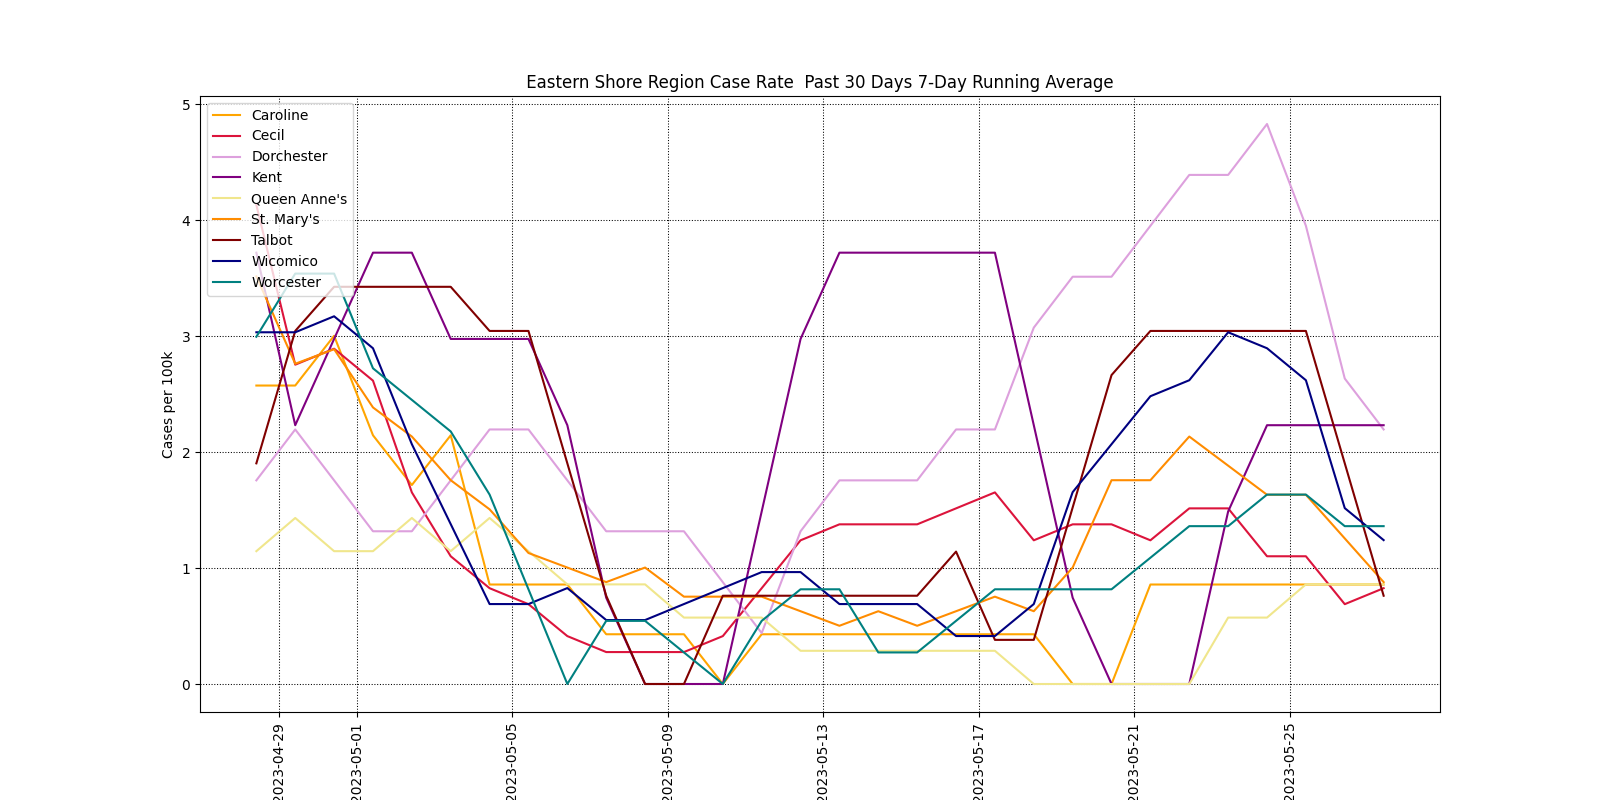 Eastern Shore Region Case Rate  Past 30 Days 7-Day Running Average
5
4
3
2
1
0
Cases per 100k
Caroline
Cecil
Dorchester
Kent
Queen Anne's
St. Mary's
Talbot
Wicomico
Worcester
2023-04-29
2023-05-01
2023-05-05
2023-05-09
2023-05-13
2023-05-17
2023-05-21
2023-05-25